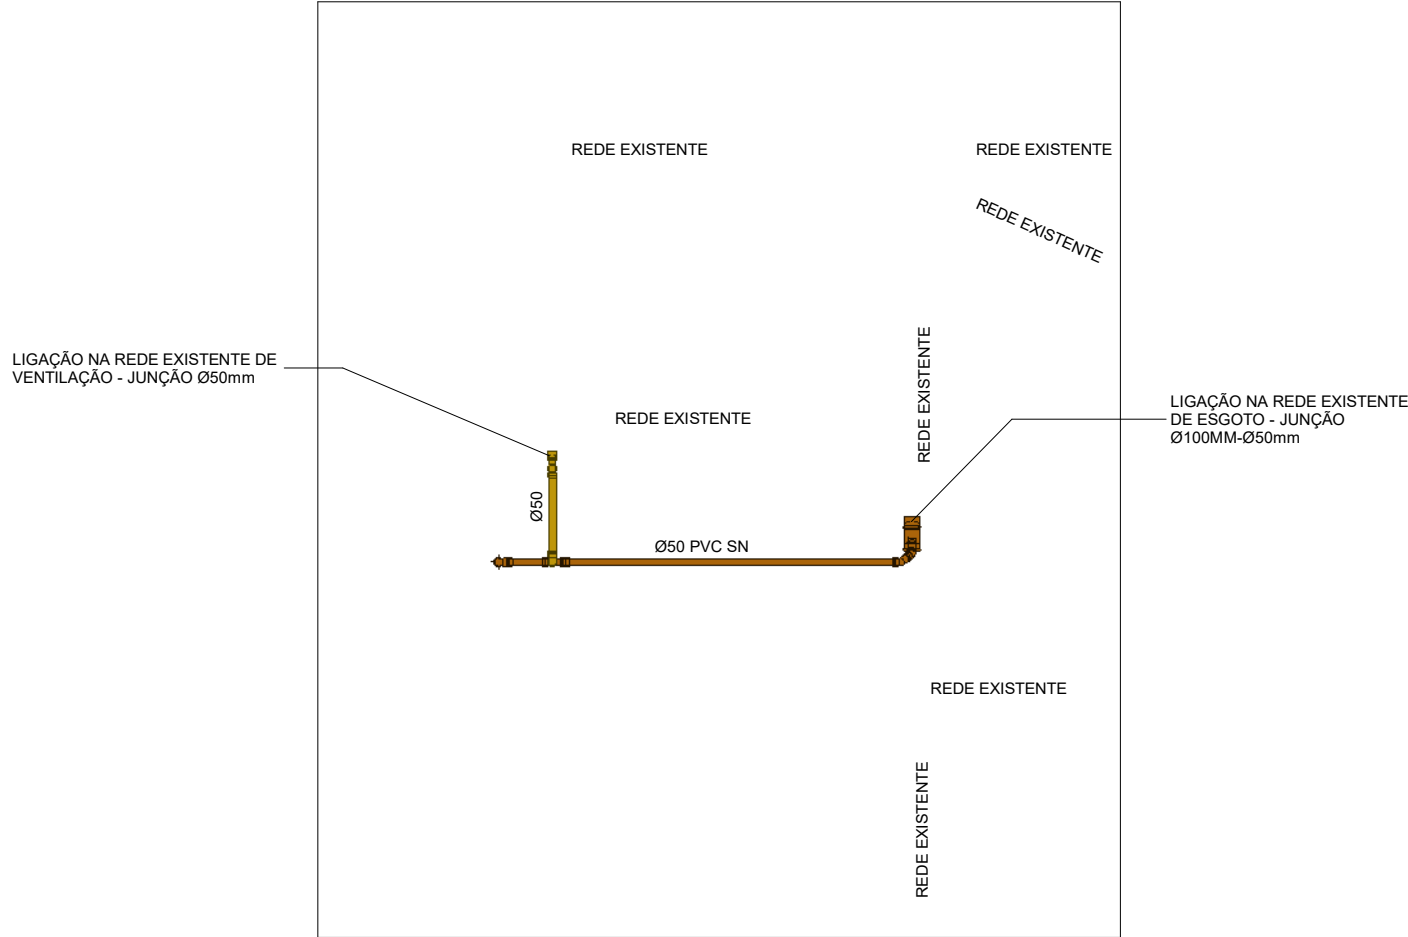 REDE EXISTENTE
REDE EXISTENTE
REDE EXISTENTE
REDE EXISTENTE
LIGAÇÃO NA REDE EXISTENTE DE
VENTILAÇÃO - JUNÇÃO Ø50mm
REDE EXISTENTE
LIGAÇÃO NA REDE EXISTENTE
DE ESGOTO - JUNÇÃO
Ø100MM-Ø50mm
Ø50
Ø50 PVC SN
REDE EXISTENTE
REDE EXISTENTE